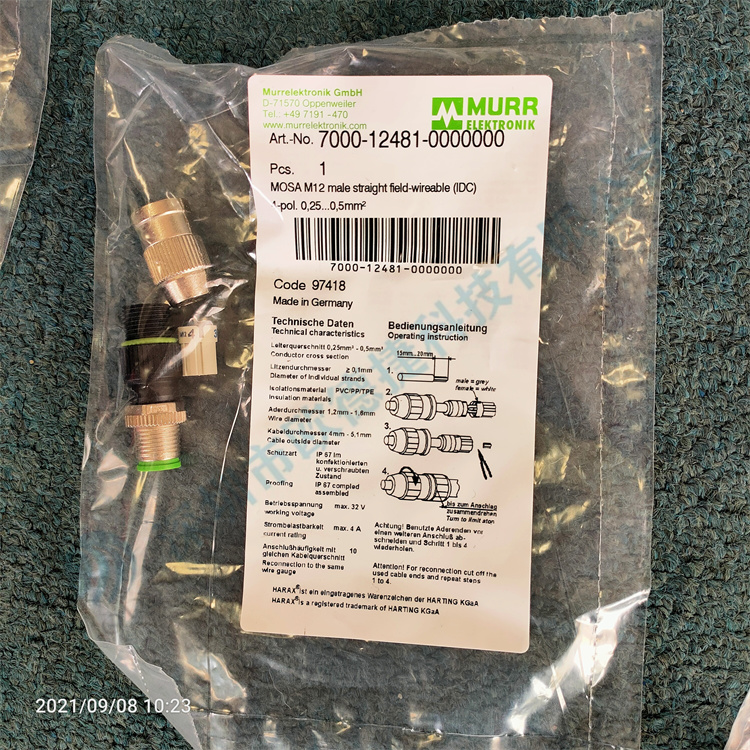 Murrelektronik GmbH
D-71570 Oppenweiler
Tel.: +49 7191 -470
www.murrelektronik.com
MURR
ELEKTRONIK
Art.-No. 7000-12481-0000000
Pcs. 1
MOSA M12 male straight field-wireable (IDC)
4-pol. 0,25...0,5mm²
7000-12481-0000000
Code 97418
Made in Germany
Technische Daten
Technical characteristics
Leiterquerschnitt 0,25mm² - 0,5mm²
Conductor cross section
Litzendurchmesser ≥ 0,1mm
Diameter of individual strands
Isolationsmaterial PVC/PP/TPE
Insulation materials
Aderdurchmesser 1,2mm - 1,6mm
Wire diameter
Kabeldurchmesser 4mm - 5,1mm
Cable outside diameter
Schutzart IP 67 im
konfektionierten
u. verschraubten
Zustand
Proofing IP 67 compled
assembled
Betriebsspannung max. 32 V
working voltage
Strombelastbarkeit max. 4 A
current rating
Anschlußhäufigkeit mit 10
gleichen Kabelquerschnitt
Reconnection to the same
wire gauge
Bedienungsanleitung
Operating instruction
15mm...20mm
1.
male = grey
female = white
2.
3.
4.
bis zum Anschlag
zusammendrehen
Turn to limit aton
Achtung! Benutzte Aderenden vor
einem weiteren Anschluß ab-
schneiden und Schritt 1 bis 4
wiederholen.
Attention! For reconnection cut off the
used cable ends and repeat steps
1 to 4.
HARAX® ist ein eingetragenes Warenzeichen der HARTING KGaA
HARAX® is a registered trademark of HARTING KGaA
2021/09/08 10:23